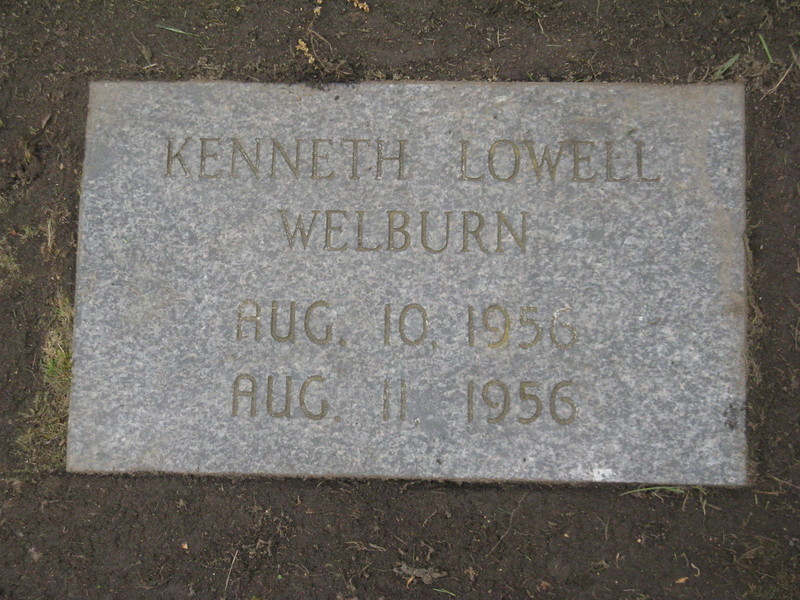 KENNETH LOWELL
WELBURN
AUG. 10, 1956
AUG. 11 1956